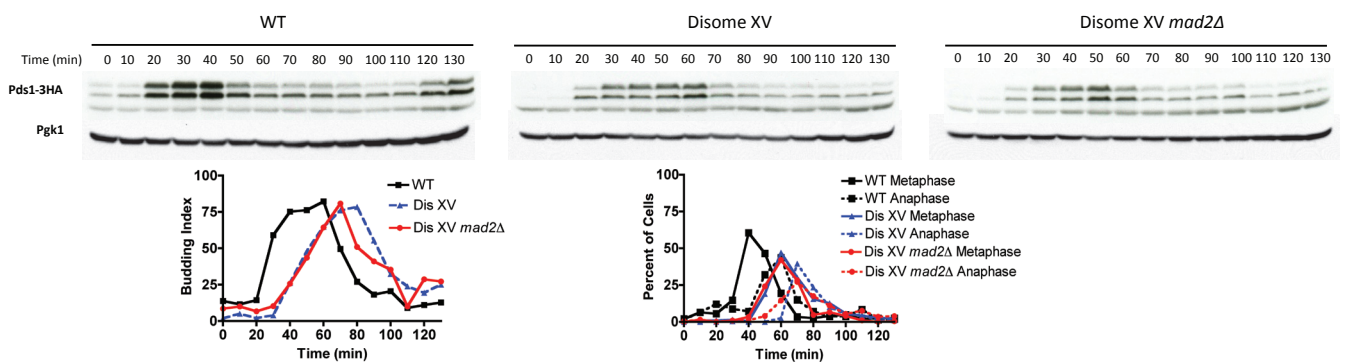 WT
Disome XV
Disome XV mad2Δ
Time (min) 0 10 20 30 40 50 60 70 80 90 100 110 120 130
0 10 20 30 40 50 60 70 80 90 100 110 120 130
0 10 20 30 40 50 60 70 80 90 100 110 120 130
Pds1-3HA
Pgk1
Budding Index
100
75
50
25
0
0 20 40 60 80 100 120
Time (min)
WT
Dis XV
Dis XV mad2Δ
Percent of Cells
100
75
50
25
0
0 20 40 60 80 100 120
Time (min)
WT Metaphase
WT Anaphase
Dis XV Metaphase
Dis XV Anaphase
Dis XV mad2Δ Metaphase
Dis XV mad2Δ Anaphase